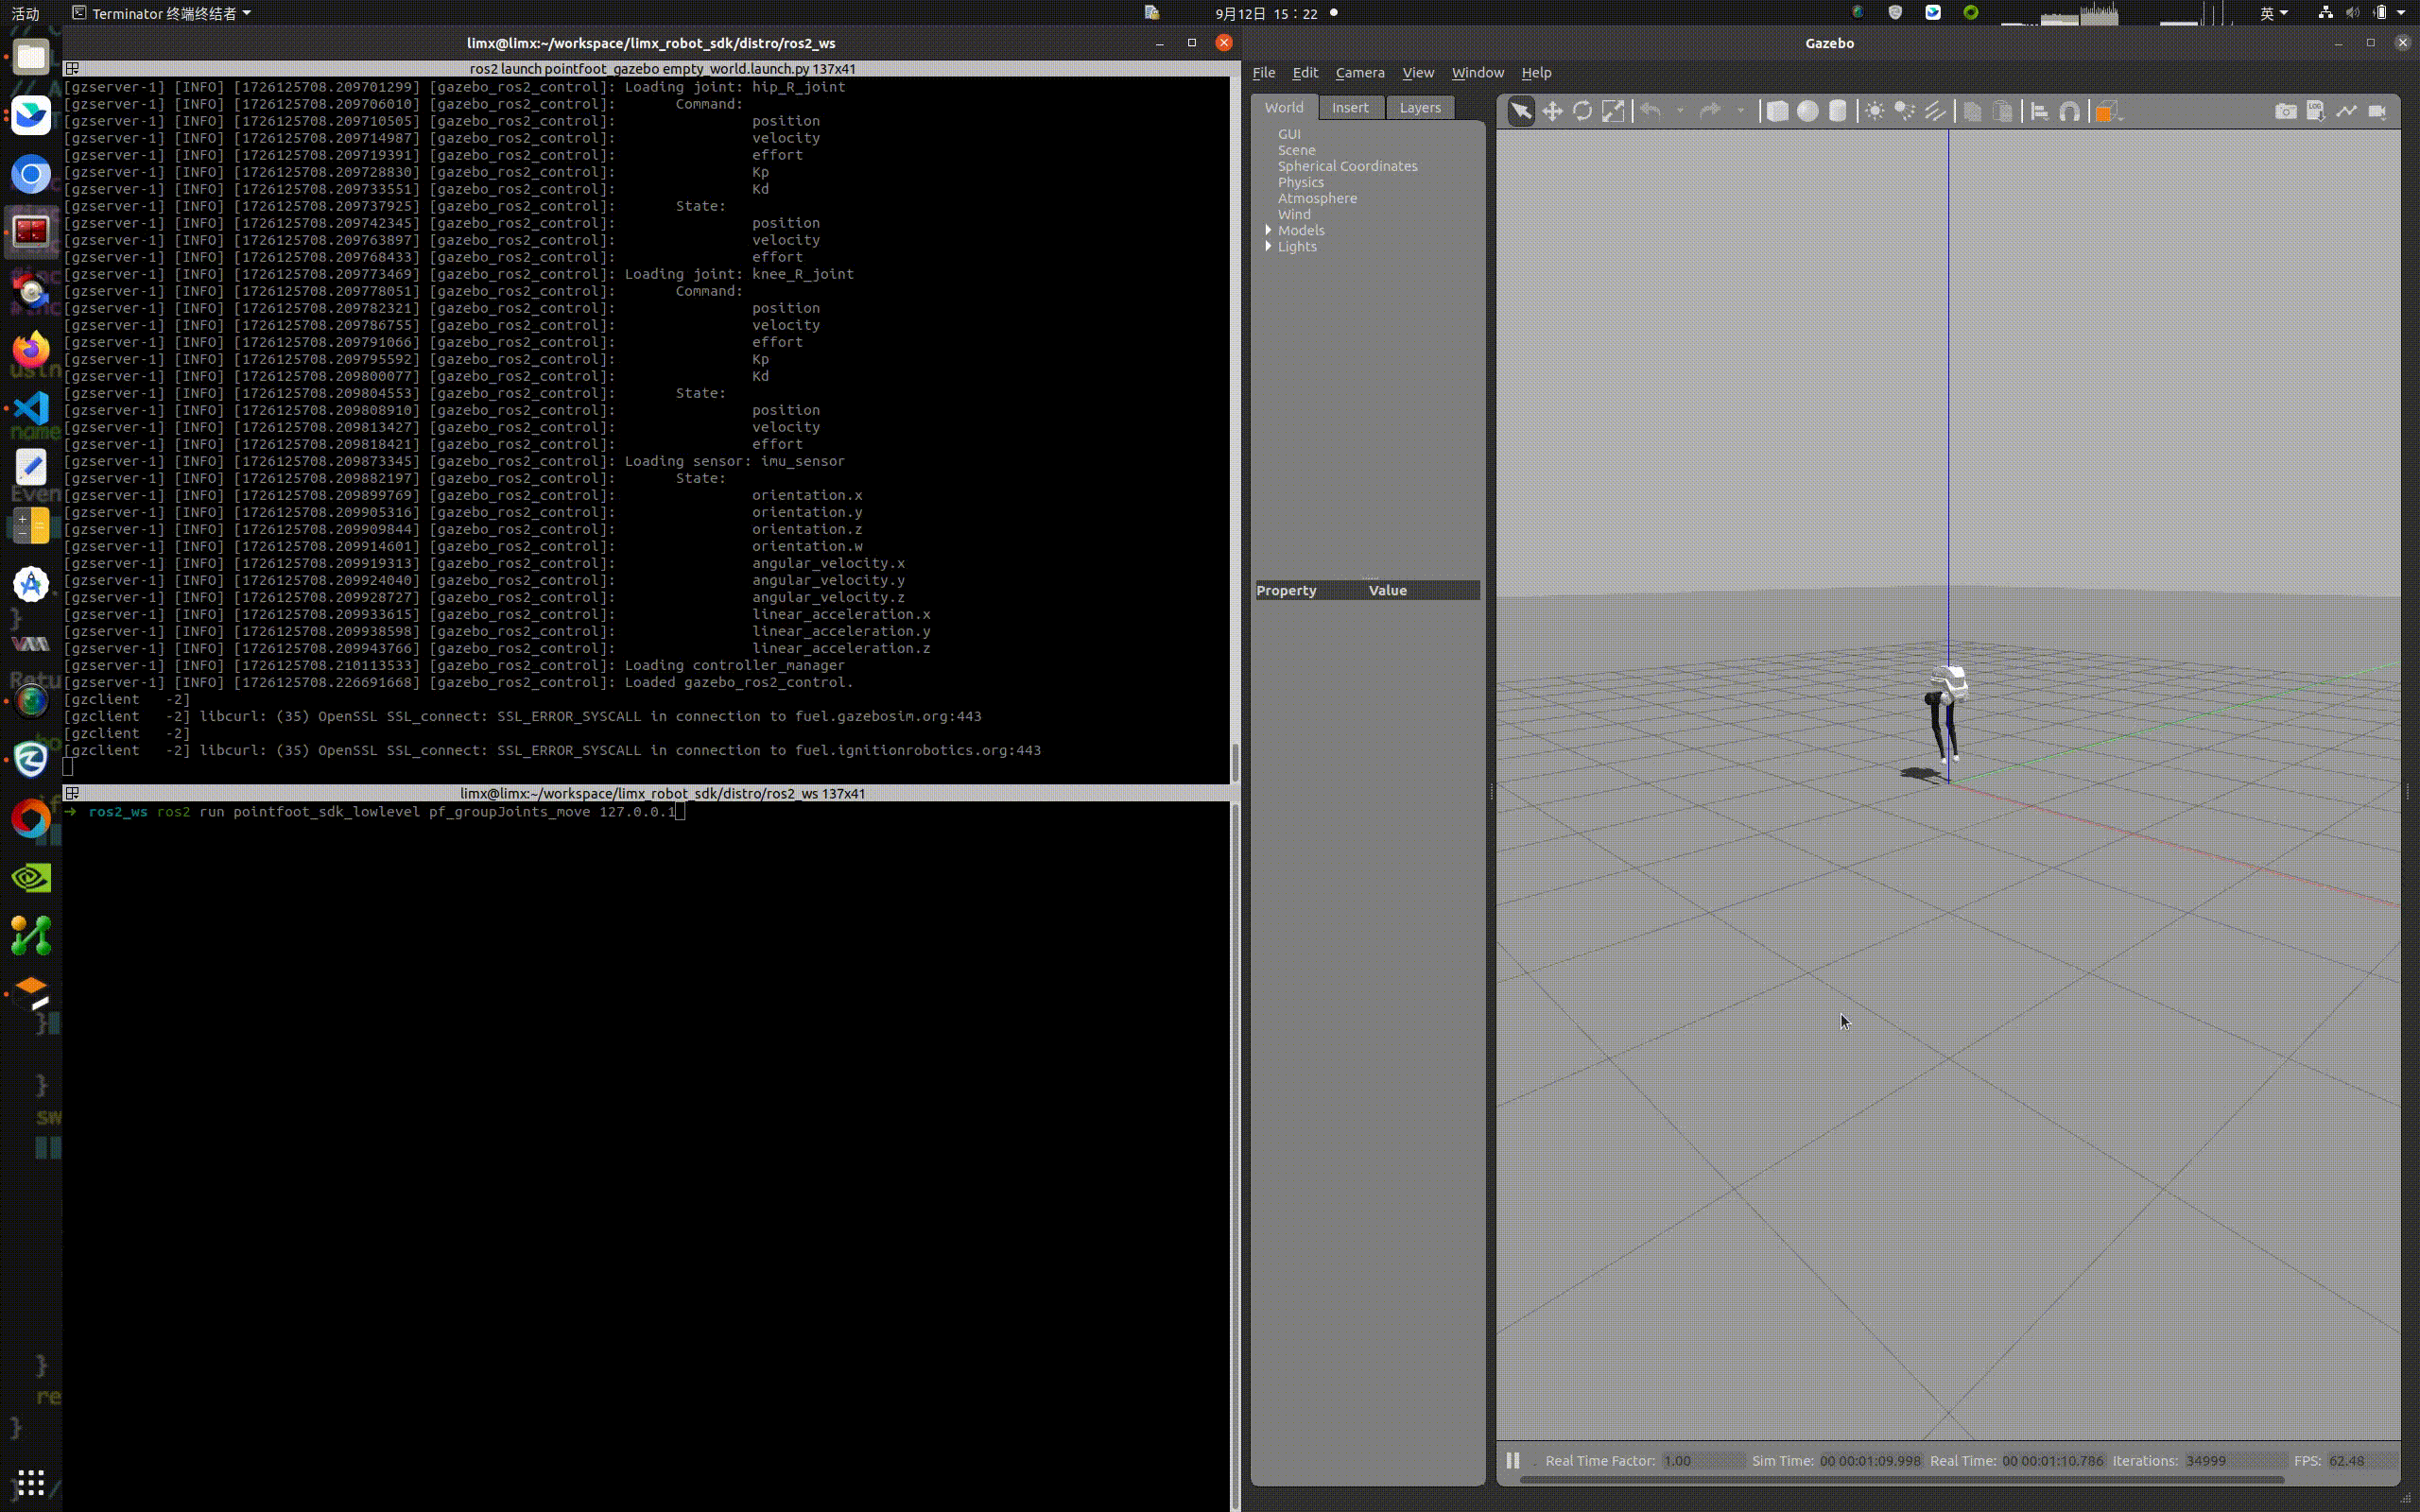 活动
Terminator 终端终结者
9月12日 15：22
英
limx@limx:~/workspace/limx_robot_sdk/distro/ros2_ws
ros2 launch pointfoot_gazebo empty_world.launch.py 137x41
[gzserver-1] [INFO] [1726125708.209701299] [gazebo_ros2_control]: Loading joint: hip_R_joint
[gzserver-1] [INFO] [1726125708.209706010] [gazebo_ros2_control]: Command:
[gzserver-1] [INFO] [1726125708.209710505] [gazebo_ros2_control]: position
[gzserver-1] [INFO] [1726125708.209714987] [gazebo_ros2_control]: velocity
[gzserver-1] [INFO] [1726125708.209719391] [gazebo_ros2_control]: effort
[gzserver-1] [INFO] [1726125708.209728830] [gazebo_ros2_control]: Kp
[gzserver-1] [INFO] [1726125708.209733551] [gazebo_ros2_control]: Kd
[gzserver-1] [INFO] [1726125708.209737925] [gazebo_ros2_control]: State:
[gzserver-1] [INFO] [1726125708.209742345] [gazebo_ros2_control]: position
[gzserver-1] [INFO] [1726125708.209763897] [gazebo_ros2_control]: velocity
[gzserver-1] [INFO] [1726125708.209768433] [gazebo_ros2_control]: effort
[gzserver-1] [INFO] [1726125708.209773469] [gazebo_ros2_control]: Loading joint: knee_R_joint
[gzserver-1] [INFO] [1726125708.209778051] [gazebo_ros2_control]: Command:
[gzserver-1] [INFO] [1726125708.209782321] [gazebo_ros2_control]: position
[gzserver-1] [INFO] [1726125708.209786755] [gazebo_ros2_control]: velocity
[gzserver-1] [INFO] [1726125708.209791066] [gazebo_ros2_control]: effort
[gzserver-1] [INFO] [1726125708.209795592] [gazebo_ros2_control]: Kp
[gzserver-1] [INFO] [1726125708.209800077] [gazebo_ros2_control]: Kd
[gzserver-1] [INFO] [1726125708.209804553] [gazebo_ros2_control]: State:
[gzserver-1] [INFO] [1726125708.209808910] [gazebo_ros2_control]: position
[gzserver-1] [INFO] [1726125708.209813427] [gazebo_ros2_control]: velocity
[gzserver-1] [INFO] [1726125708.209818421] [gazebo_ros2_control]: effort
[gzserver-1] [INFO] [1726125708.209873345] [gazebo_ros2_control]: Loading sensor: imu_sensor
[gzserver-1] [INFO] [1726125708.209882197] [gazebo_ros2_control]: State:
[gzserver-1] [INFO] [1726125708.209899769] [gazebo_ros2_control]: orientation.x
[gzserver-1] [INFO] [1726125708.209905316] [gazebo_ros2_control]: orientation.y
[gzserver-1] [INFO] [1726125708.209909844] [gazebo_ros2_control]: orientation.z
[gzserver-1] [INFO] [1726125708.209914601] [gazebo_ros2_control]: orientation.w
[gzserver-1] [INFO] [1726125708.209919313] [gazebo_ros2_control]: angular_velocity.x
[gzserver-1] [INFO] [1726125708.209924040] [gazebo_ros2_control]: angular_velocity.y
[gzserver-1] [INFO] [1726125708.209928727] [gazebo_ros2_control]: angular_velocity.z
[gzserver-1] [INFO] [1726125708.209933615] [gazebo_ros2_control]: linear_acceleration.x
[gzserver-1] [INFO] [1726125708.209938598] [gazebo_ros2_control]: linear_acceleration.y
[gzserver-1] [INFO] [1726125708.209943766] [gazebo_ros2_control]: linear_acceleration.z
[gzserver-1] [INFO] [1726125708.210113533] [gazebo_ros2_control]: Loading controller_manager
[gzserver-1] [INFO] [1726125708.226691668] [gazebo_ros2_control]: Loaded gazebo_ros2_control.
[gzclient   -2]
[gzclient   -2] libcurl: (35) OpenSSL SSL_connect: SSL_ERROR_SYSCALL in connection to fuel.gazebosim.org:443
[gzclient   -2]
[gzclient   -2] libcurl: (35) OpenSSL SSL_connect: SSL_ERROR_SYSCALL in connection to fuel.ignitionrobotics.org:443
limx@limx:~/workspace/limx_robot_sdk/distro/ros2_ws 137x41
→ ros2_ws ros2 run pointfoot_sdk_lowlevel pf_groupJoints_move 127.0.0.1
Gazebo
File Edit Camera View Window Help
World Insert Layers
GUI
Scene
Spherical Coordinates
Physics
Atmosphere
Wind
Models
Lights
Property Value
LOG
Real Time Factor: 1.00 Sim Time: 00 00:01:09.998 Real Time: 00 00:01:10.786 Iterations: 34999 FPS: 62.48